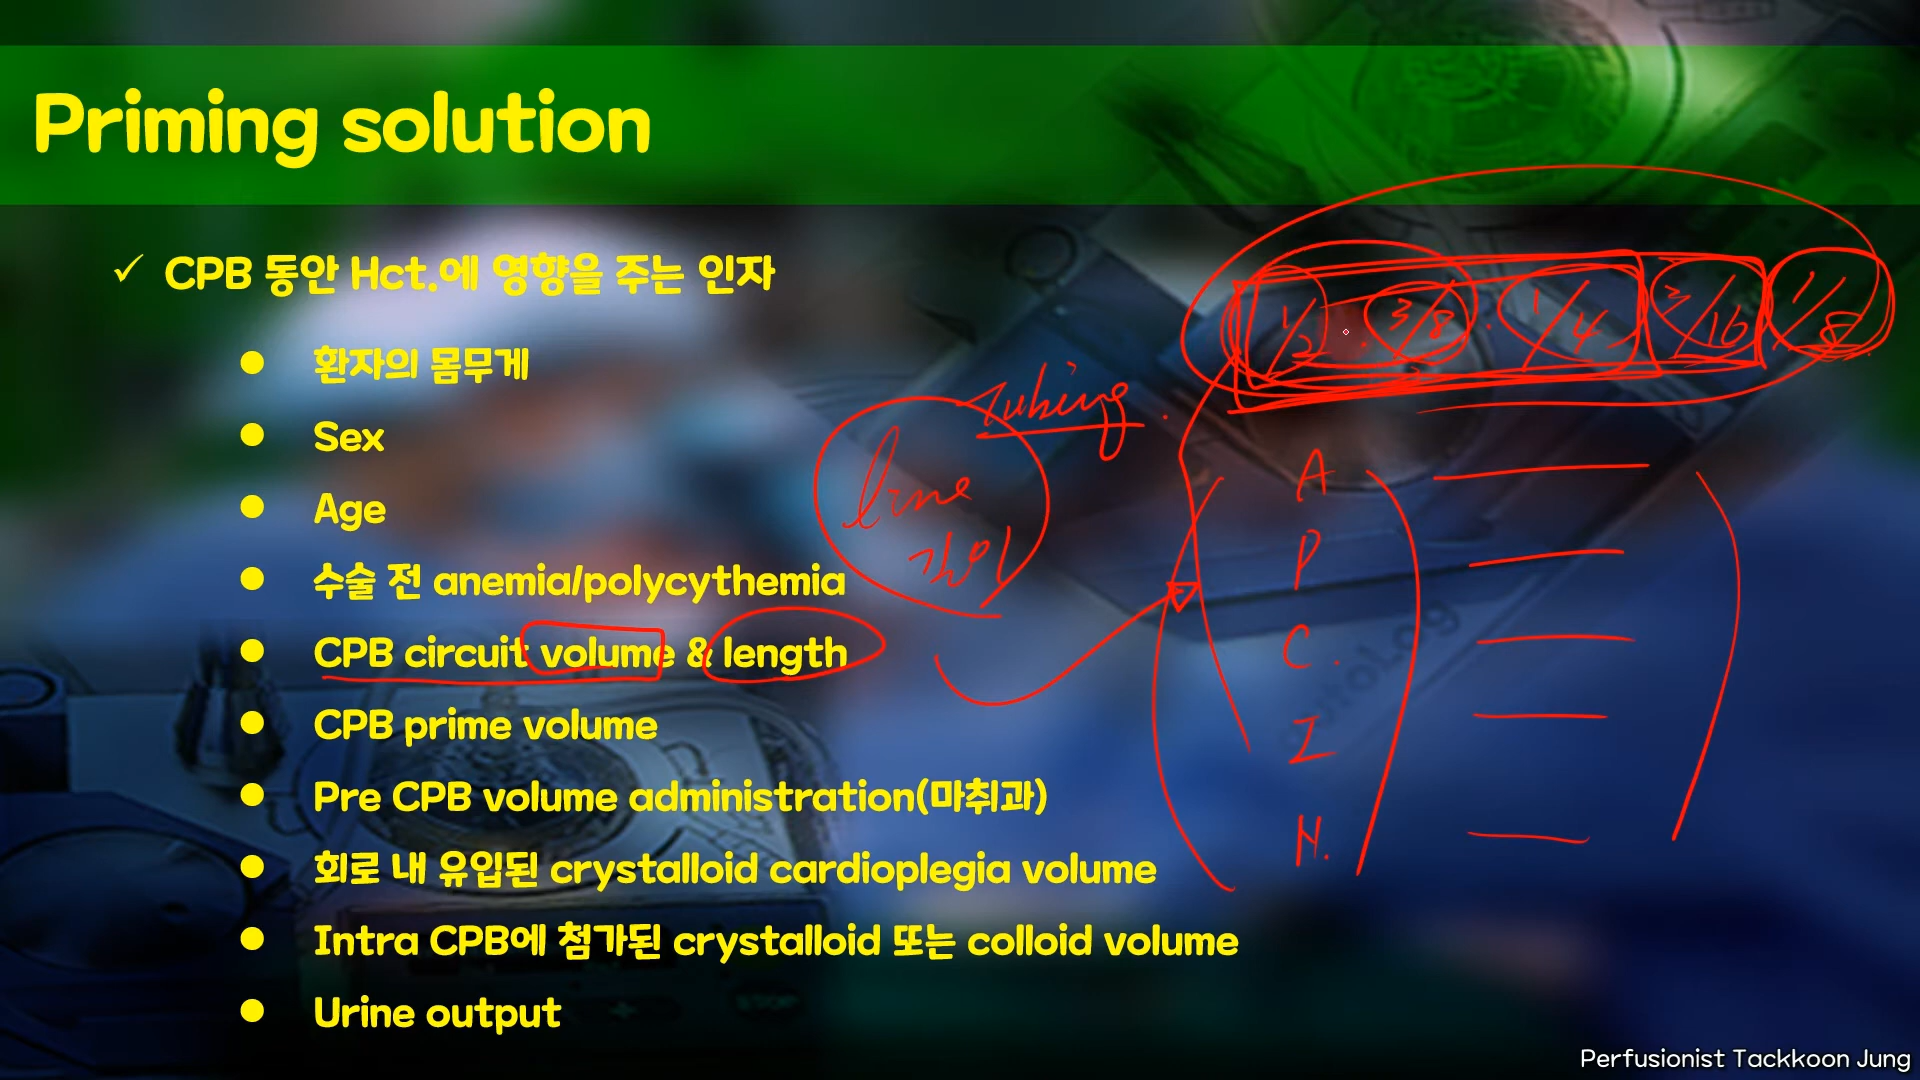 Priming solution
✓ CPB 동안 Hct.에 영향을 주는 인자
● 환자의 몸무게
● Sex
● Age
● 수술 전 anemia/polycythemia
● CPB circuit volume & length
● CPB prime volume
● Pre CPB volume administration(마취과)
● 회로 내 유입된 crystalloid cardioplegia volume
● Intra CPB에 첨가된 crystalloid 또는 colloid volume
● Urine output
1/2 . 3/8 . 1/4 3/16 1/8
tubing.
line
길이
A
P
C.
I
H.
Perfusionist Tackkoon Jung